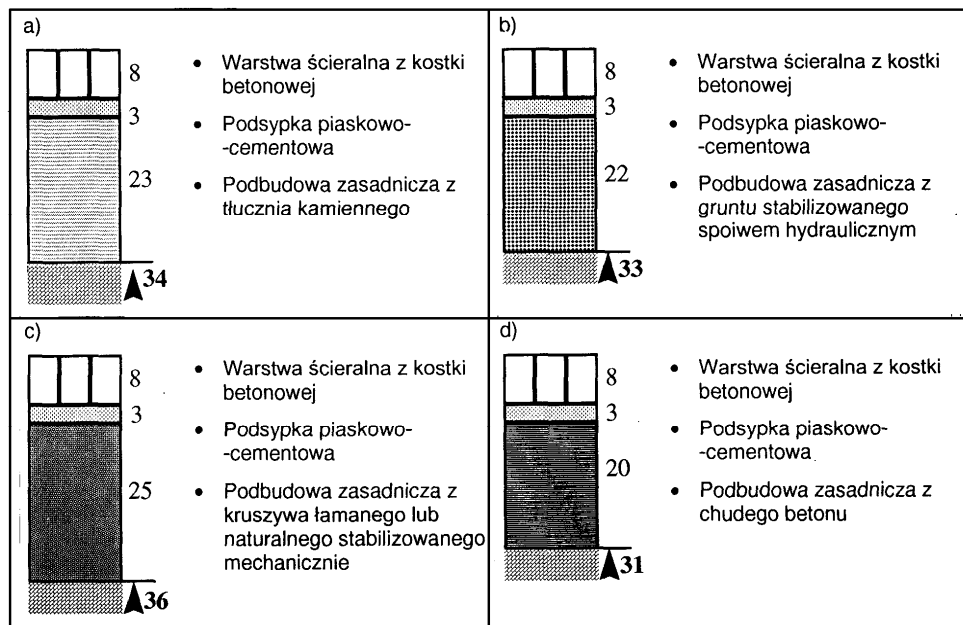 a)
8
3
23
34
• Warstwa ścieralna z kostki
betonowej
• Podsypka piaskowo-
-cementowa
• Podbudowa zasadnicza z
tłucznia kamiennego
b)
8
3
22
33
• Warstwa ścieralna z kostki
betonowej
• Podsypka piaskowo-
-cementowa
• Podbudowa zasadnicza z
gruntu stabilizowanego
spoiwem hydraulicznym
c)
8
3
25
36
• Warstwa ścieralna z kostki
betonowej
• Podsypka piaskowo-
-cementowa
• Podbudowa zasadnicza z
kruszywa łamanego lub
naturalnego stabilizowanego
mechanicznie
d)
8
3
20
31
• Warstwa ścieralna z kostki
betonowej
• Podsypka piaskowo-
-cementowa
• Podbudowa zasadnicza z
chudego betonu